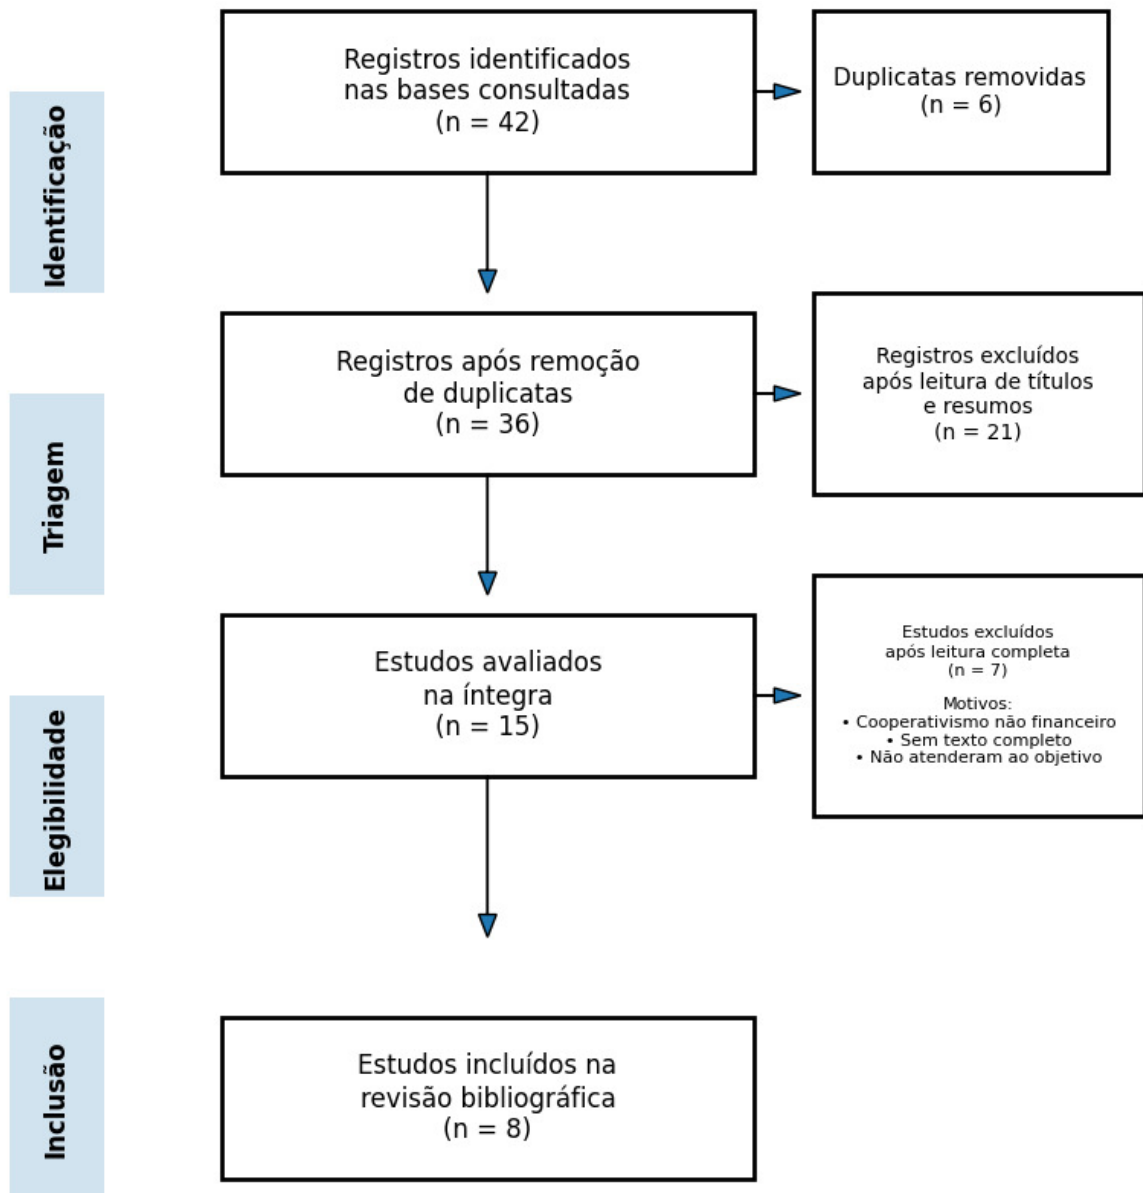 Identificação
Registros identificados
nas bases consultadas
(n = 42)
Duplicatas removidas
(n = 6)
Triagem
Registros após remoção
de duplicatas
(n = 36)
Registros excluídos
após leitura de títulos
e resumos
(n = 21)
Elegibilidade
Estudos avaliados
na íntegra
(n = 15)
Estudos excluídos
após leitura completa
(n = 7)
Motivos:
• Cooperativismo não financeiro
• Sem texto completo
• Não atenderam ao objetivo
Inclusão
Estudos incluídos na
revisão bibliográfica
(n = 8)